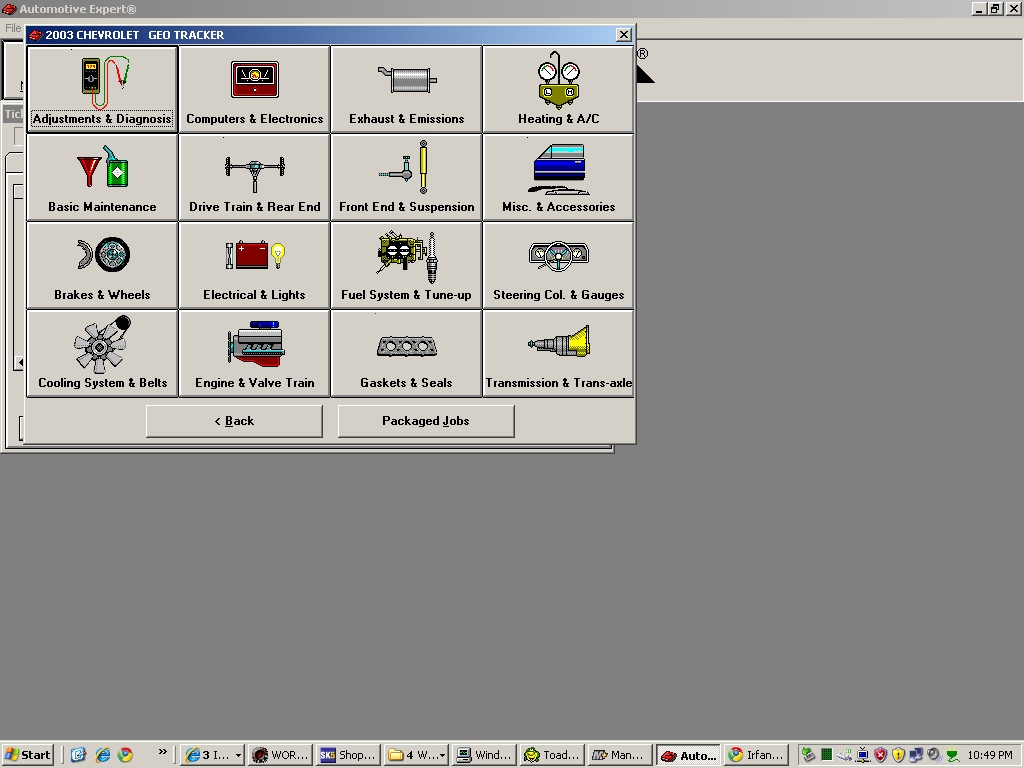 Automotive Expert®
File
2003 CHEVROLET GEO TRACKER
®
Adjustments & Diagnosis
Computers & Electronics
Exhaust & Emissions
Heating & A/C
Basic Maintenance
Drive Train & Rear End
Front End & Suspension
Misc. & Accessories
Brakes & Wheels
Electrical & Lights
Fuel System & Tune-up
Steering Col. & Gauges
Cooling System & Belts
Engine & Valve Train
Gaskets & Seals
Transmission & Trans-axle
< Back
Packaged Jobs
Start
»
3 I...
WOR...
SKS Shop...
4 W...
Wind...
Toad...
Man...
Auto...
Irfan...
10:49 PM